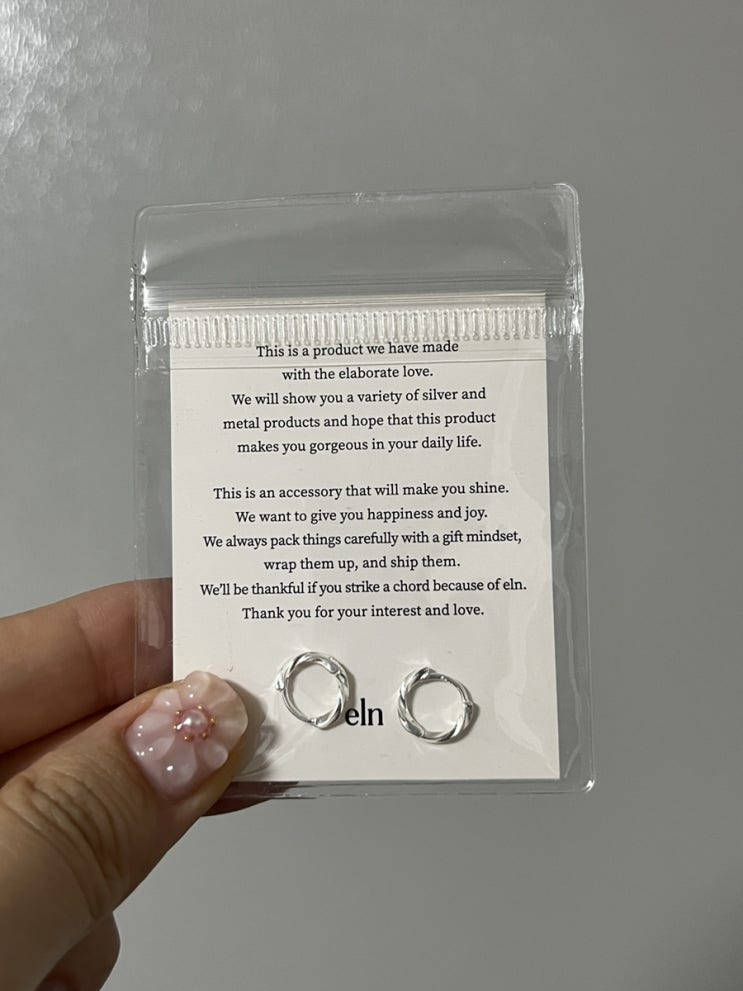 This is a product we have made
with the elaborate love.
We will show you a variety of silver and
metal products and hope that this product
makes you gorgeous in your daily life.
This is an accessory that will make you shine.
We want to give you happiness and joy.
We always pack things carefully with a gift mindset,
wrap them up, and ship them.
We'll be thankful if you strike a chord because of eln.
Thank you for your interest and love.
eln